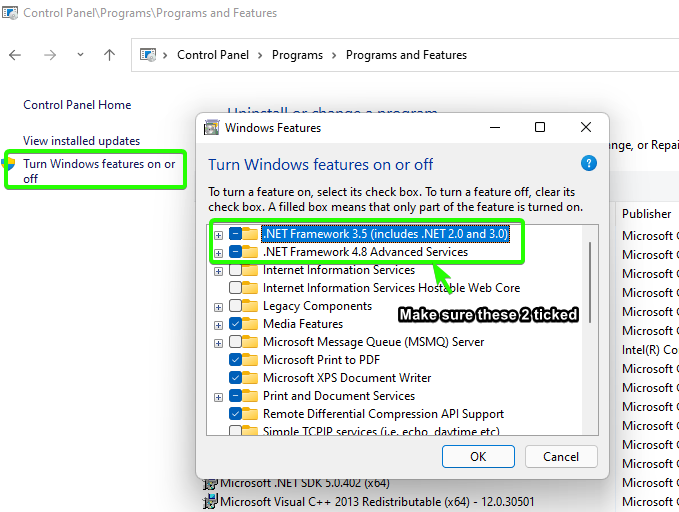 Control Panel\Programs\Programs and Features
Control Panel > Programs > Programs and Features
Control Panel Home
Uninstall or change a program
Windows Features
View installed updates
Turn Windows features on or
off
nge, or Repai
Turn Windows features on or off
To turn a feature on, select its check box. To turn a feature off, clear its
check box. A filled box means that only part of the feature is turned on.
Publisher
.NET Framework 3.5 (includes .NET 2.0 and 3.0)
Microsoft C
.NET Framework 4.8 Advanced Services
Microsoft C
Internet Information Services
Microsoft C
Internet Information Services Hostable Web Core
Microsoft C
Legacy Components
Microsoft C
Make sure these 2 ticked
Media Features
Microsoft C
Microsoft Message Queue (MSMQ) Server
Intel(R) Co
Microsoft Print to PDF
Microsoft C
Microsoft XPS Document Writer
Microsoft C
Print and Document Services
Microsoft C
Remote Differential Compression API Support
Microsoft C
Simple TCPIP services (i.e. echo, daytime etc)
Microsoft C
OK
Cancel
Microsoft C
Microsoft .NET SDK 5.0.402 (x64)
Microsoft C
Microsoft Visual C++ 2013 Redistributable (x64) - 12.0.30501
Microsoft C